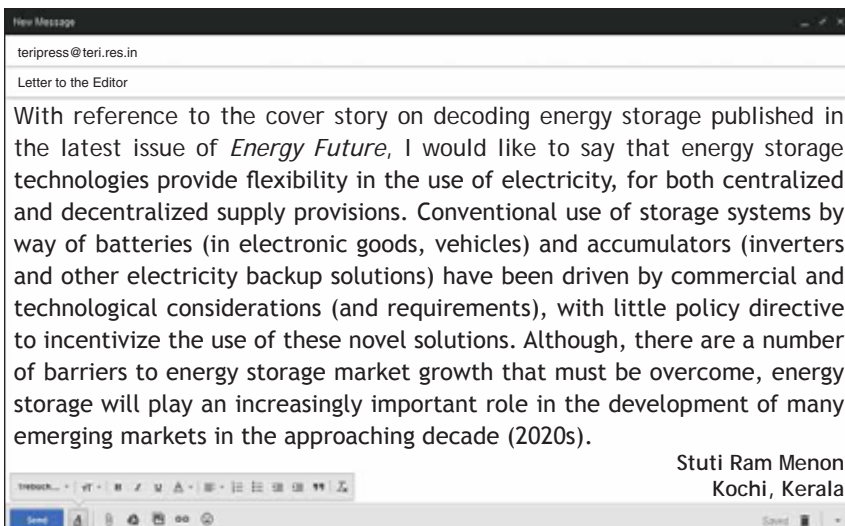 New Message
teripress@teri.res.in
Letter to the Editor
With reference to the cover story on decoding energy storage published in
the latest issue of Energy Future, I would like to say that energy storage
technologies provide flexibility in the use of electricity, for both centralized
and decentralized supply provisions. Conventional use of storage systems by
way of batteries (in electronic goods, vehicles) and accumulators (inverters
and other electricity backup solutions) have been driven by commercial and
technological considerations (and requirements), with little policy directive
to incentivize the use of these novel solutions. Although, there are a number
of barriers to energy storage market growth that must be overcome, energy
storage will play an increasingly important role in the development of many
emerging markets in the approaching decade (2020s).
Stuti Ram Menon
Kochi, Kerala
Trebuch... B I U A
Send A Saved